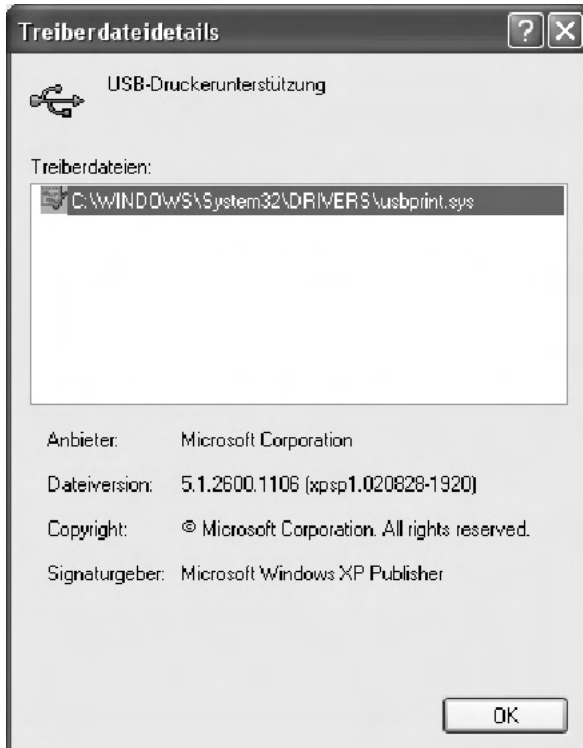 Treiberdateidetails
USB-Druckerunterstützung
Treiberdateien:
C:\WINDOWS\System32\DRIVERS\usbprint.sys
Anbieter: Microsoft Corporation
Dateiversion: 5.1.2600.1106 (xpsp1.020828-1920)
Copyright: © Microsoft Corporation. All rights reserved.
Signaturgeber: Microsoft Windows XP Publisher
OK